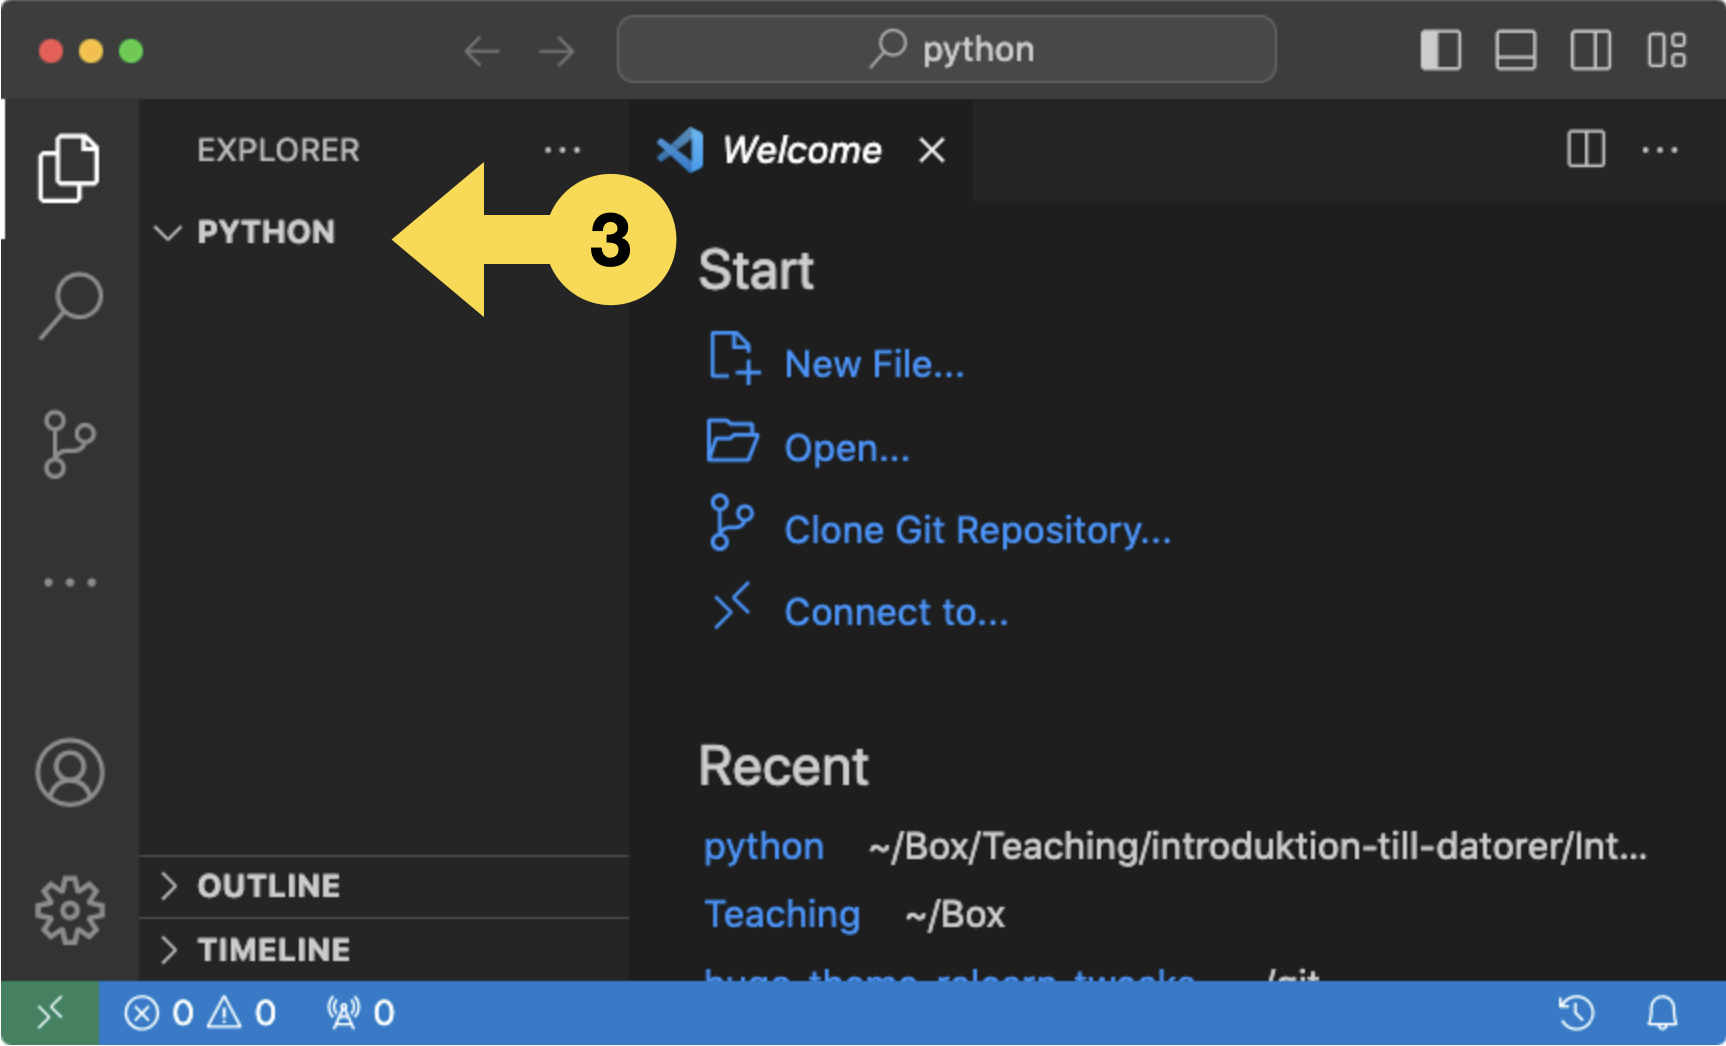 python
EXPLORER ...
Welcome
PYTHON
3
Start
New File...
Open...
Clone Git Repository...
Connect to...
Recent
python ~/Box/Teaching/introduktion-till-datorer/Int...
Teaching ~/Box
OUTLINE
TIMELINE
0 0 0